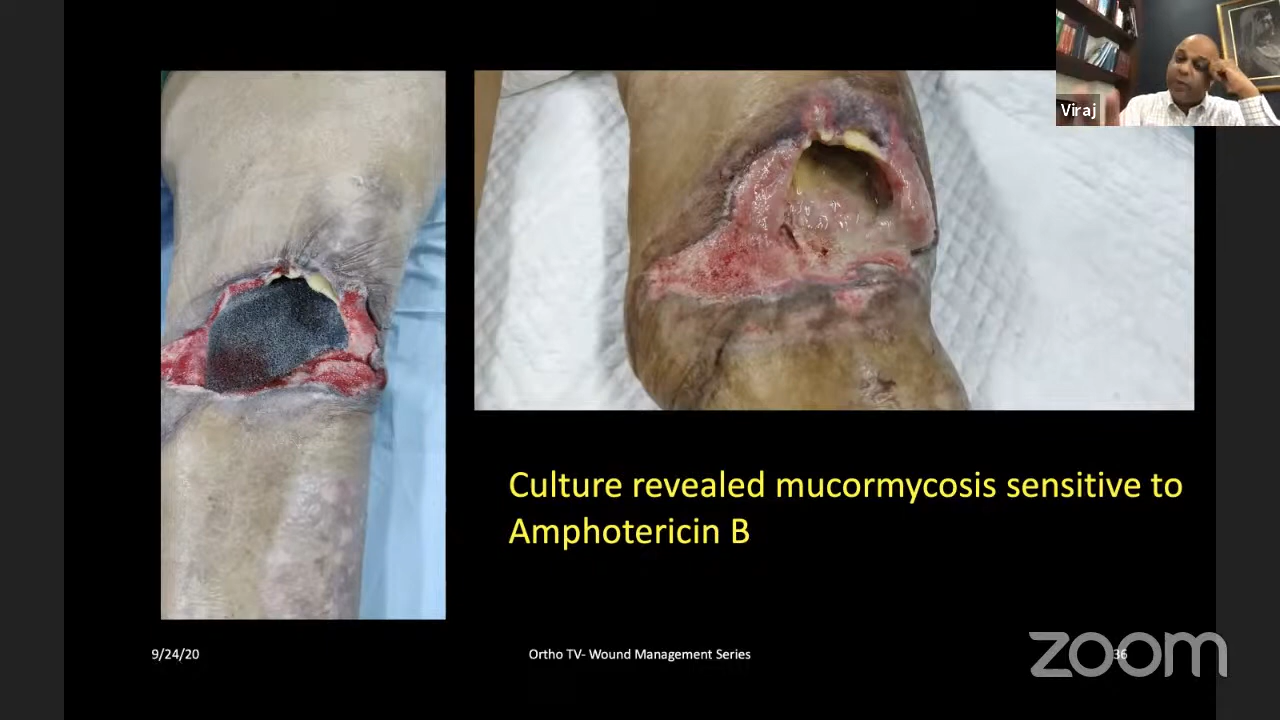 Viraj
Culture revealed mucormycosis sensitive to
Amphotericin B
9/24/20
Ortho TV- Wound Management Series
36
zoom